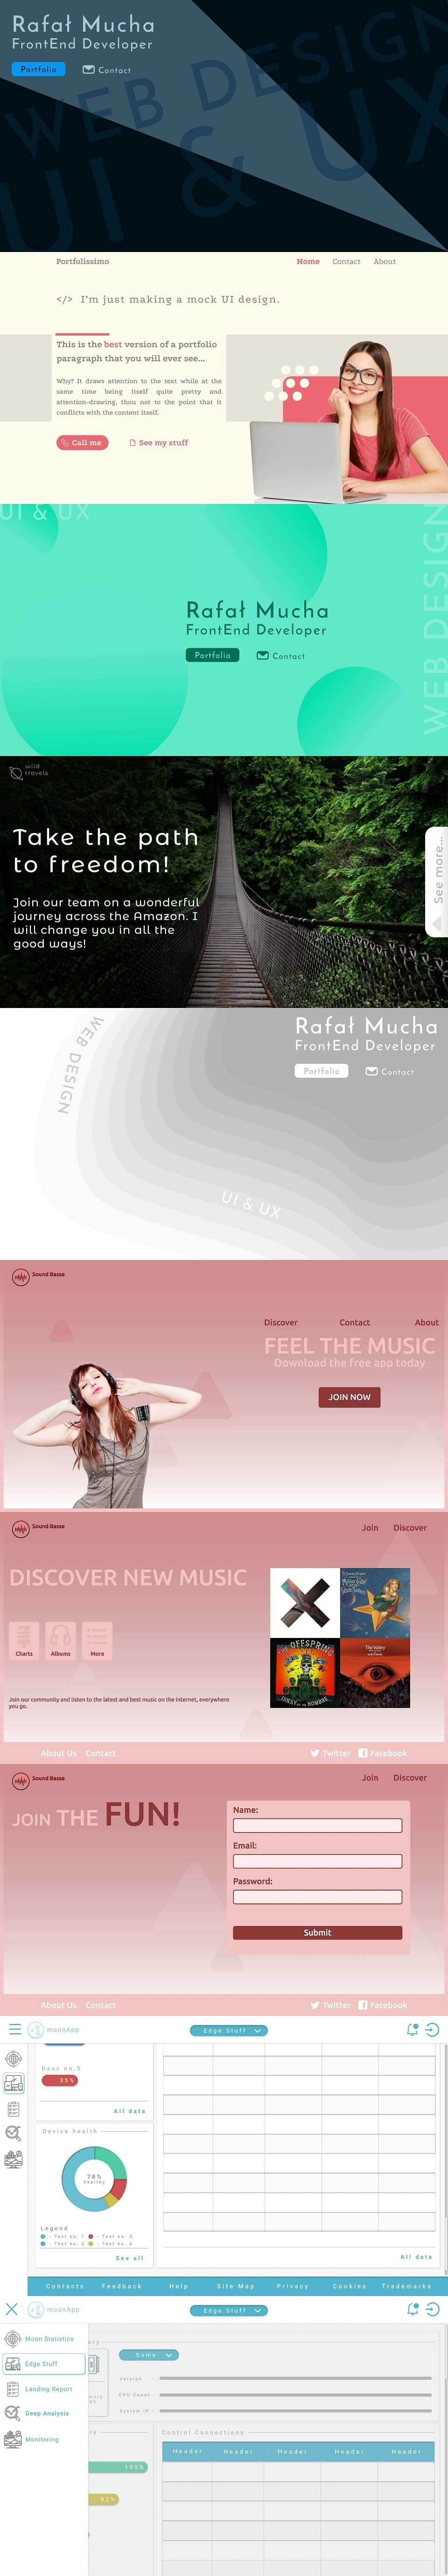 Rafał Mucha
FrontEnd Developer
Portfolio
Contact
WEB DESIGN
UI & UX
Portfolissimo
Home Contact About
</> I'm just making a mock UI design.
This is the best version of a portfolio
paragraph that you will ever see...
Why? It draws attention to the text while at the
same time being itself quite pretty and
attention-drawing, thou not to the point that it
conflicts with the content itself.
Call me
See my stuff
UI & UX
WEB DESIGN
Rafał Mucha
FrontEnd Developer
Portfolio
Contact
wild
travels
Take the path
to freedom!
Join our team on a wonderful
journey across the Amazon. I
will change you in all the
good ways!
See more...
Rafał Mucha
FrontEnd Developer
Portfolio
Contact
WEB DESIGN
UI & UX
Sound Basse
Discover Contact About
FEEL THE MUSIC
Download the free app today
JOIN NOW
Sound Basse
Join Discover
DISCOVER NEW MUSIC
Charts Albums More
THE OFFSPRING
The Valley
Join our community and listen to the latest and best music on the internet, everywhere
you go.
About Us Contact
Twitter Facebook
Sound Basse
Join Discover
JOIN THE FUN!
Name:
Email:
Password:
Submit
About Us Contact
Twitter Facebook
moonApp
Edge Stuff
Desc no.5
35%
All data
Device health
78%
healthy
Legend
- Text no. 1 - Text no. 3
- Text no. 2 - Text no. 4
See all
All data
Contacts Feedback Help Site Map Privacy Cookies Trademarks
moonApp
Edge Stuff
Moon Statistics
Edge Stuff
Landing Report
Deep Analysis
Monitoring
Some
Version
CPU Count
System IP
Control Connections
Header Header Header Header Header
100%